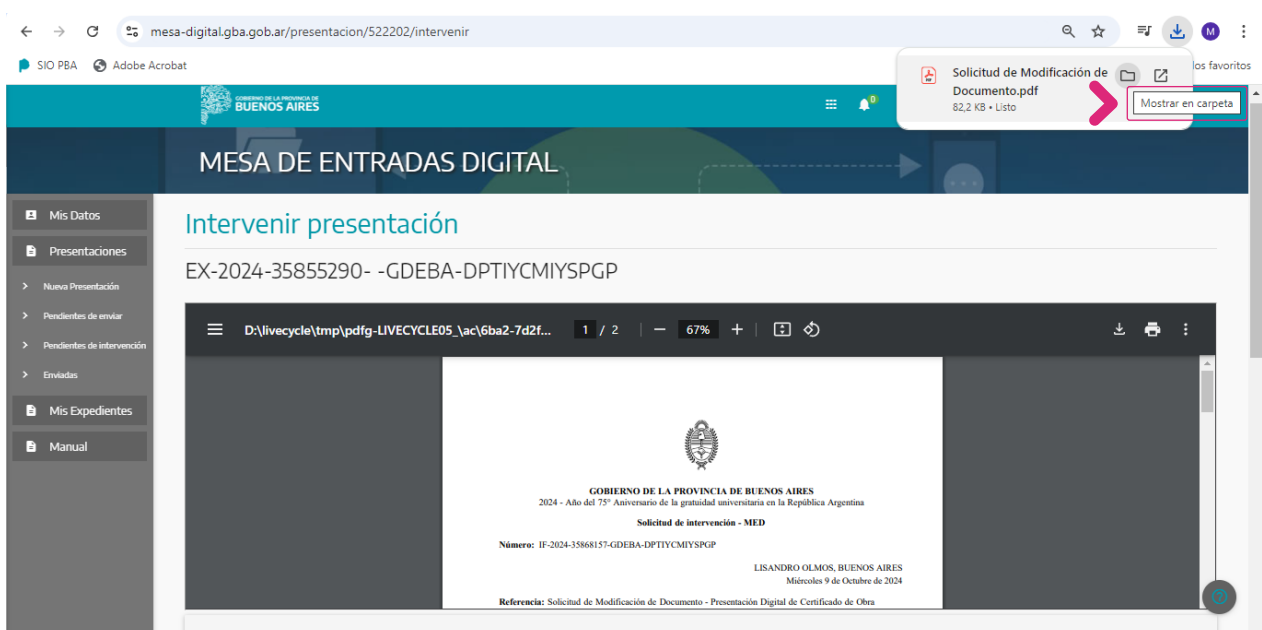 mesa-digital.gba.gob.ar/presentacion/522202/intervenir
M
SIO PBA
Adobe Acrobat
los favoritos
Solicitud de Modificación de
Documento.pdf
82,2 KB • Listo
Mostrar en carpeta
GOBIERNO DE LA PROVINCIA DE
BUENOS AIRES
0
MESA DE ENTRADAS DIGITAL
Mis Datos
Presentaciones
Nueva Presentación
Pendientes de enviar
Pendientes de intervención
Enviadas
Mis Expedientes
Manual
Intervenir presentación
EX-2024-35855290- -GDEBA-DPTIYCMIYSPGP
D:\livecycle\tmp\pdfg-LIVECYCLE05_\ac\6ba2-7d2f... 1 / 2 67%
GOBIERNO DE LA PROVINCIA DE BUENOS AIRES
2024 - Año del 75° Aniversario de la gratuidad universitaria en la República Argentina
Solicitud de intervención - MED
Número: IF-2024-35868157-GDEBA-DPTIYCMIYSPGP
LISANDRO OLMOS, BUENOS AIRES
Miércoles 9 de Octubre de 2024
Referencia: Solicitud de Modificación de Documento - Presentación Digital de Certificado de Obra